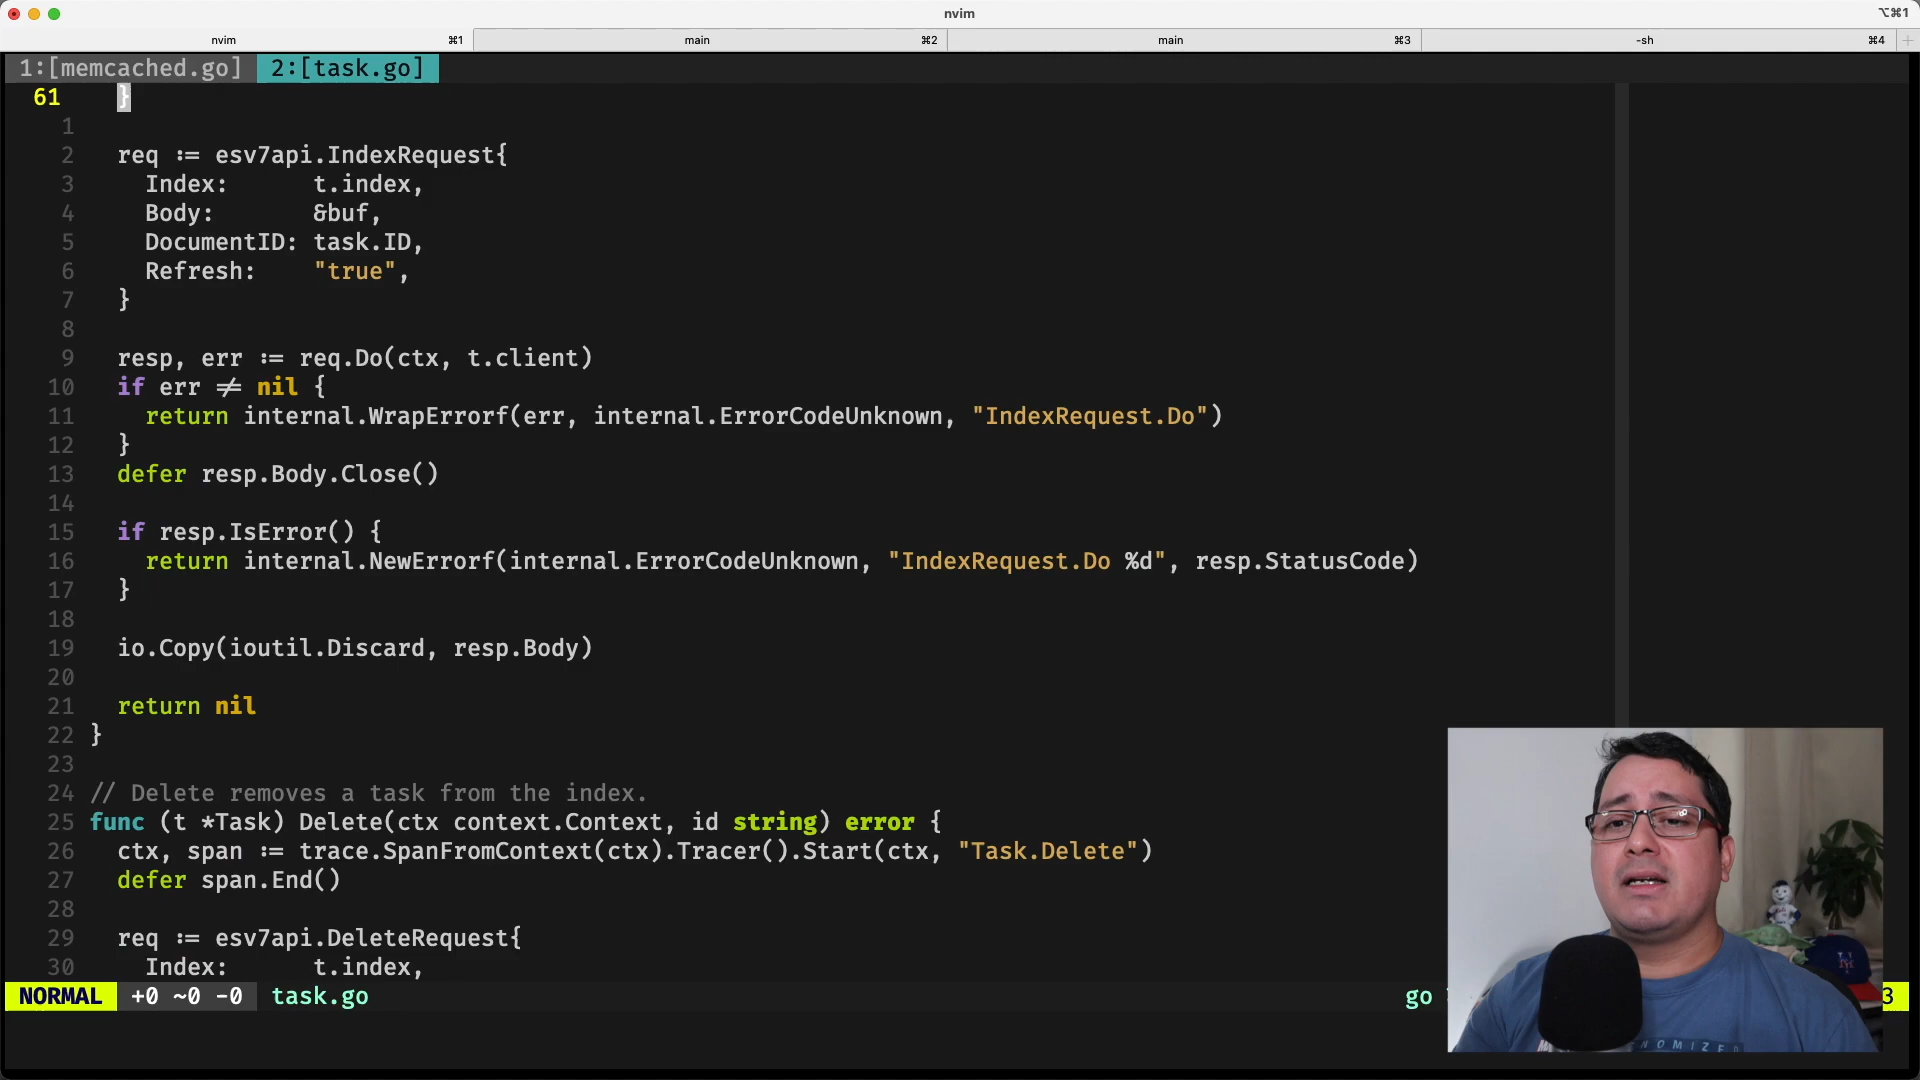 nvim
⌥⌘1
nvim ⌘1 main ⌘2 main ⌘3 -sh ⌘4 +
1:[memcached.go] 2:[task.go]
61 }
1
2 req := esv7api.IndexRequest{
3 Index: t.index,
4 Body: &buf,
5 DocumentID: task.ID,
6 Refresh: "true",
7 }
8
9 resp, err := req.Do(ctx, t.client)
10 if err != nil {
11 return internal.WrapErrorf(err, internal.ErrorCodeUnknown, "IndexRequest.Do")
12 }
13 defer resp.Body.Close()
14
15 if resp.IsError() {
16 return internal.NewErrorf(internal.ErrorCodeUnknown, "IndexRequest.Do %d", resp.StatusCode)
17 }
18
19 io.Copy(ioutil.Discard, resp.Body)
20
21 return nil
22 }
23
24 // Delete removes a task from the index.
25 func (t *Task) Delete(ctx context.Context, id string) error {
26 ctx, span := trace.SpanFromContext(ctx).Tracer().Start(ctx, "Task.Delete")
27 defer span.End()
28
29 req := esv7api.DeleteRequest{
30 Index: t.index,
NORMAL +0 ~0 -0 task.go go 3